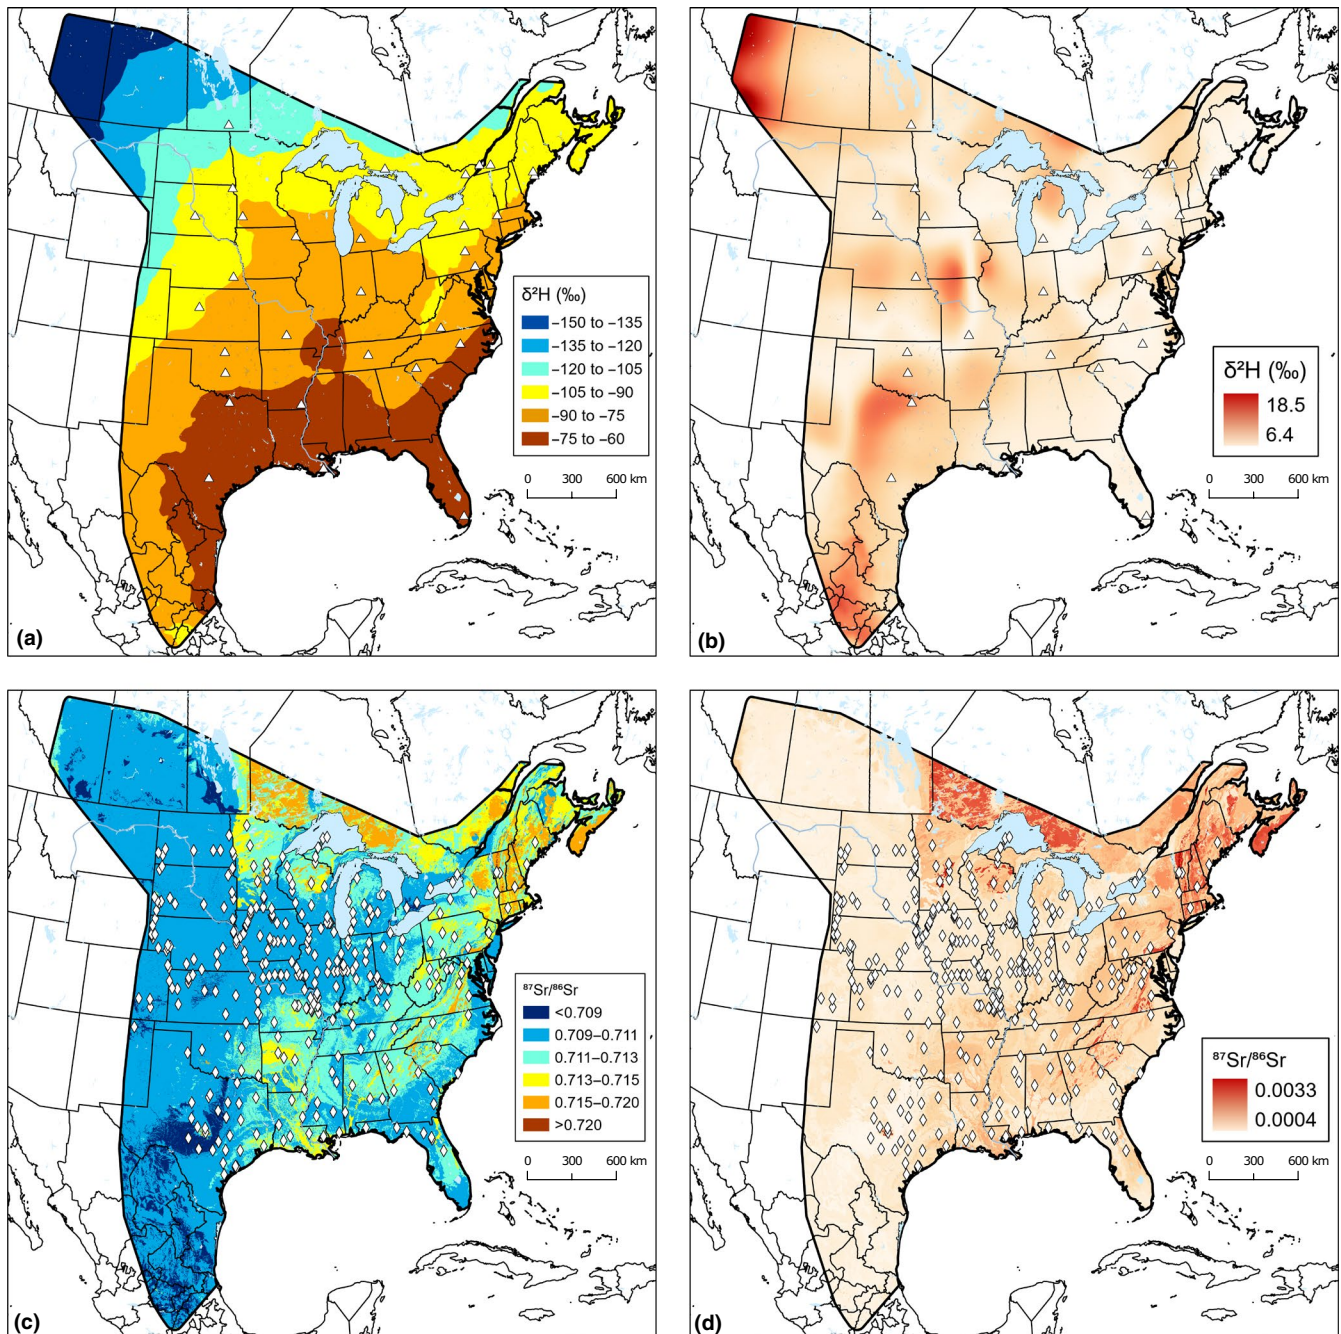 δ²H (‰)
−150 to −135
−135 to −120
−120 to −105
−105 to −90
−90 to −75
−75 to −60
0 300 600 km
(a)
δ²H (‰)
18.5
6.4
0 300 600 km
(b)
⁸⁷Sr/⁸⁶Sr
<0.709
0.709–0.711
0.711–0.713
0.713–0.715
0.715–0.720
>0.720
0 300 600 km
(c)
⁸⁷Sr/⁸⁶Sr
0.0033
0.0004
0 300 600 km
(d)